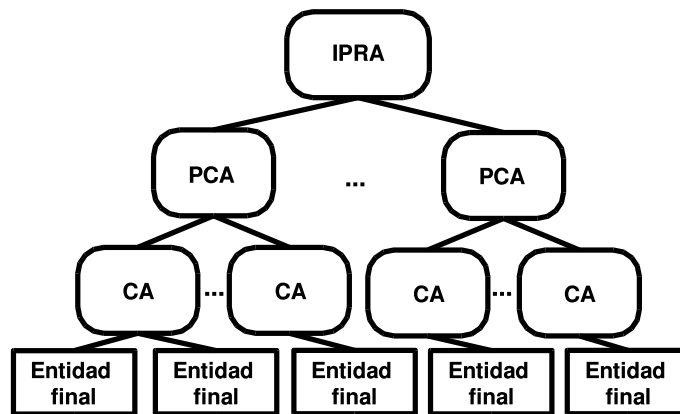 IPRA
PCA
...
PCA
CA
...
CA
CA
...
CA
Entidad
final
Entidad
final
Entidad
final
Entidad
final
Entidad
final